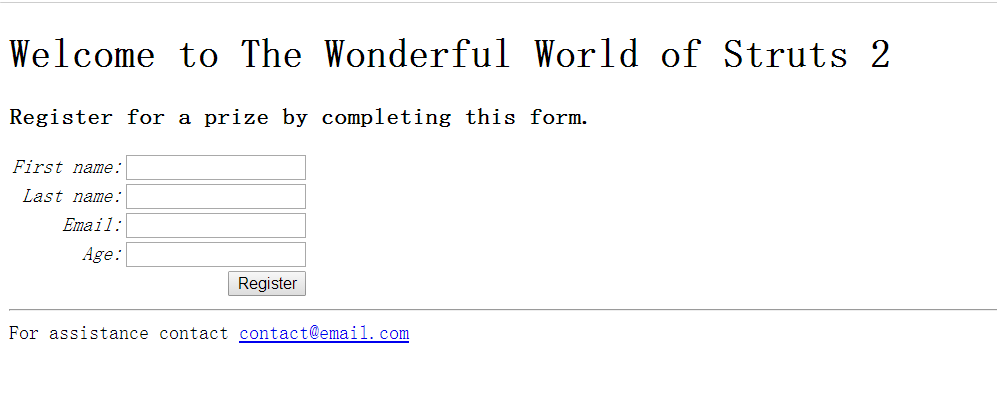 Welcome to The Wonderful World of Struts 2
Register for a prize by completing this form.
First name:
Last name:
Email:
Age:
Register
For assistance contact contact@email.com